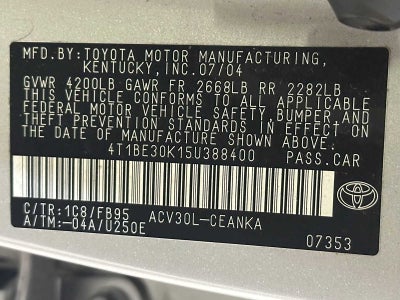 MFD.BY:TOYOTA MOTOR MANUFACTURING,
KENTUCKY,INC.07/04
GVWR 4200LB GAWR FR 2668LB RR 2282LB
THIS VEHICLE CONFORMS TO ALL APPLICABLE
FEDERAL MOTOR VEHICLE SAFETY, BUMPER, AND
THEFT PREVENTION STANDARDS IN EFFECT ON
THE DATE OF MANUFACTURE SHOWN ABOVE.
4T1BE30K15U388400 PASS.CAR
C/TR:1C8/FB95 ACV30L-CEANKA
A/TM:-04A/U250E
TOYOTA
07353